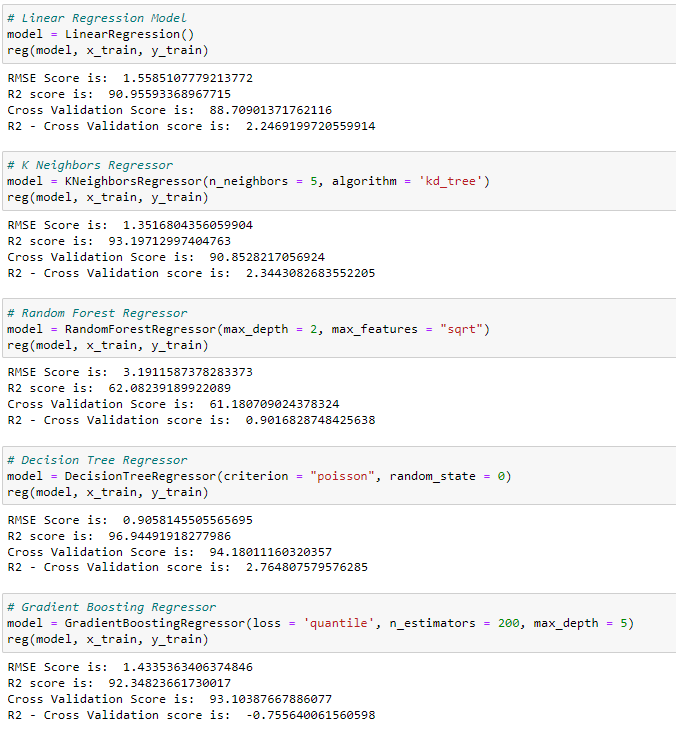 # Linear Regression Model
model = LinearRegression()
reg(model, x_train, y_train)
RMSE Score is:  1.5585107779213772
R2 score is:  90.95593368967715
Cross Validation Score is:  88.70901371762116
R2 - Cross Validation score is:  2.2469199720559914
# K Neighbors Regressor
model = KNeighborsRegressor(n_neighbors = 5, algorithm = 'kd_tree')
reg(model, x_train, y_train)
RMSE Score is:  1.3516804356059904
R2 score is:  93.19712997404763
Cross Validation Score is:  90.8528217056924
R2 - Cross Validation score is:  2.3443082683552205
# Random Forest Regressor
model = RandomForestRegressor(max_depth = 2, max_features = "sqrt")
reg(model, x_train, y_train)
RMSE Score is:  3.1911587378283373
R2 score is:  62.08239189922089
Cross Validation Score is:  61.180709024378324
R2 - Cross Validation score is:  0.9016828748425638
# Decision Tree Regressor
model = DecisionTreeRegressor(criterion = "poisson", random_state = 0)
reg(model, x_train, y_train)
RMSE Score is:  0.9058145505565695
R2 score is:  96.94491918277986
Cross Validation Score is:  94.18011160320357
R2 - Cross Validation score is:  2.764807579576285
# Gradient Boosting Regressor
model = GradientBoostingRegressor(loss = 'quantile', n_estimators = 200, max_depth = 5)
reg(model, x_train, y_train)
RMSE Score is:  1.4335363406374846
R2 score is:  92.34823661730017
Cross Validation Score is:  93.10387667886077
R2 - Cross Validation score is:  -0.755640061560598